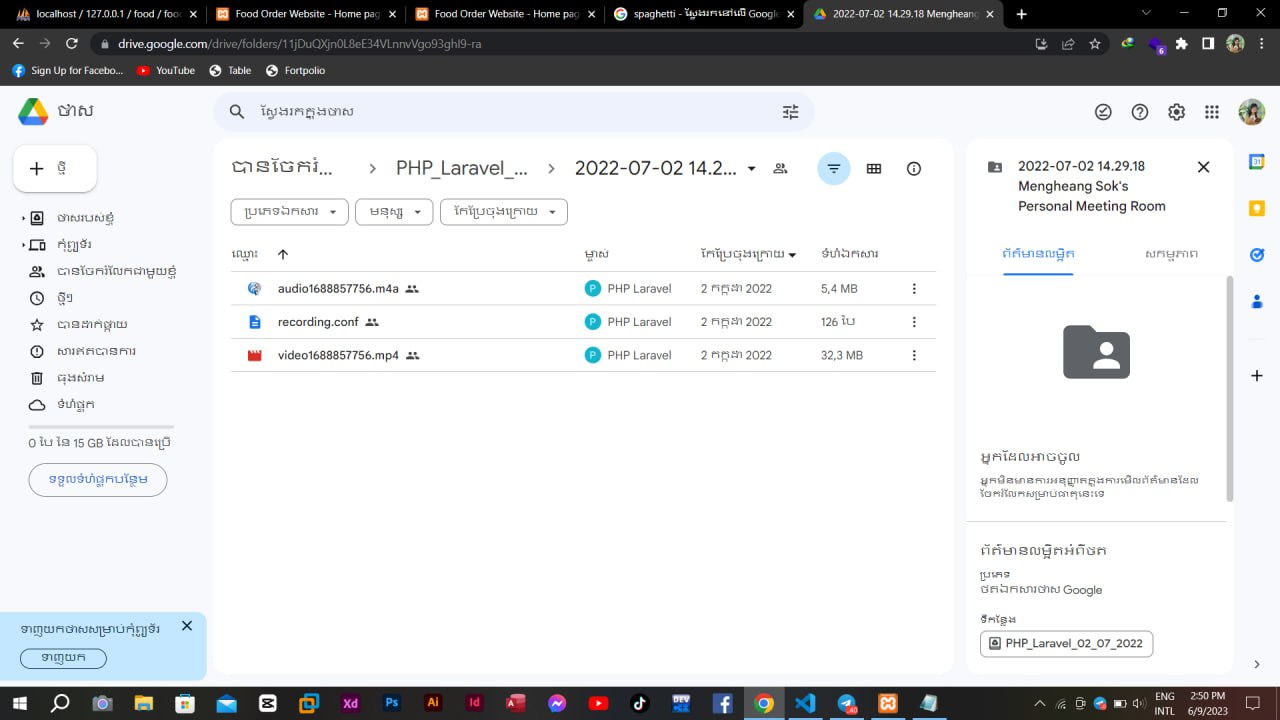 localhost / 127.0.0.1 / food / food
Food Order Website - Home pag
Food Order Website - Home pag
spaghetti - ស្វែងរកនៅលើ Google
2022-07-02 14.29.18 Mengheang
drive.google.com/drive/folders/11jDuQXjn0L8eE34VLnnvVgo93ghI9-ra
6
Sign Up for Facebo...
YouTube
Table
Fortpolio
ថាស
ស្វែងរកក្នុងថាស
ថ្មី
ថាសរបស់ខ្ញុំ
កុំព្យូទ័រ
បានចែករំលែកជាមួយខ្ញុំ
ថ្មីៗ
បានដាក់ផ្កាយ
សារឥតបានការ
ធុងសំរាម
ទំហំផ្ទុក
0 បៃ នៃ 15 GB ដែលបានប្រើ
ទទួលទំហំផ្ទុកបន្ថែម
ទាញយកថាសសម្រាប់កុំព្យូទ័រ
ទាញយក
បានចែករំ...
PHP_Laravel_...
2022-07-02 14.2...
ប្រភេទឯកសារ
មនុស្ស
កែប្រែចុងក្រោយ
ឈ្មោះ
ម្ចាស់
កែប្រែចុងក្រោយ
ទំហំឯកសារ
audio1688857756.m4a
P PHP Laravel
2 កក្កដា 2022
5,4 MB
recording.conf
P PHP Laravel
2 កក្កដា 2022
126 បៃ
video1688857756.mp4
P PHP Laravel
2 កក្កដា 2022
32,3 MB
2022-07-02 14.29.18
Mengheang Sok's
Personal Meeting Room
ព័ត៌មានលម្អិត
សកម្មភាព
អ្នកដែលអាចចូល
អ្នកមិនមានការអនុញ្ញាតក្នុងការមើលព័ត៌មានដែល
ចែករំលែកសម្រាប់ធាតុនេះទេ
ព័ត៌មានលម្អិតអំពីថត
ប្រភេទ
ថតឯកសារថាស Google
ទីកន្លែង
PHP_Laravel_02_07_2022
31
Xd
Ps
Ai
Id
DEV
ENG
INTL
2:50 PM
6/9/2023